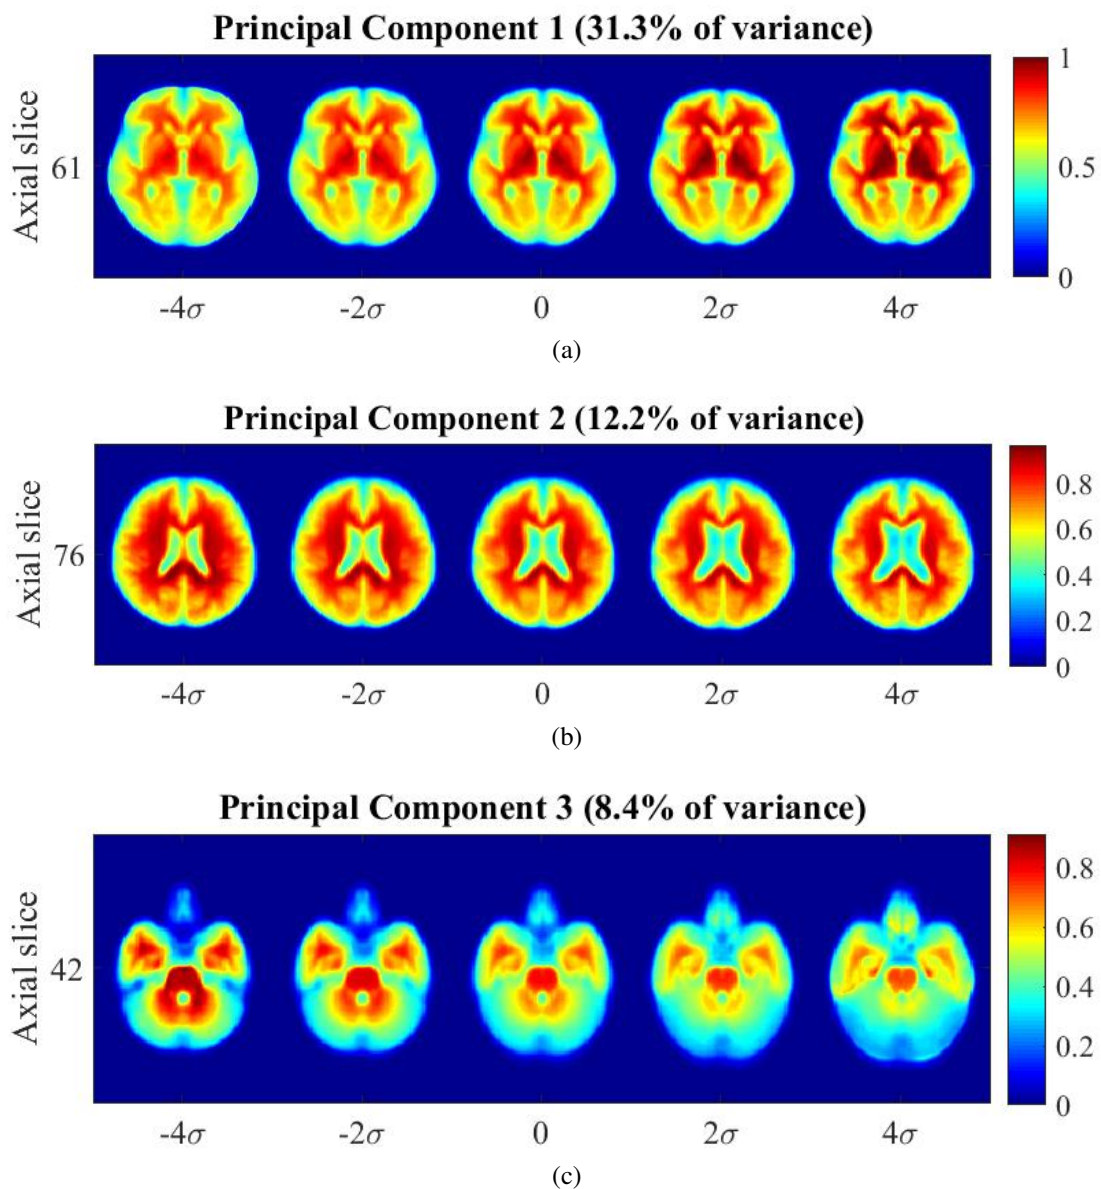 Principal Component 1 (31.3% of variance)
Axial slice
61
1
0.5
0
-4σ -2σ 0 2σ 4σ
(a)
Principal Component 2 (12.2% of variance)
Axial slice
76
0.8
0.6
0.4
0.2
0
-4σ -2σ 0 2σ 4σ
(b)
Principal Component 3 (8.4% of variance)
Axial slice
42
0.8
0.6
0.4
0.2
0
-4σ -2σ 0 2σ 4σ
(c)